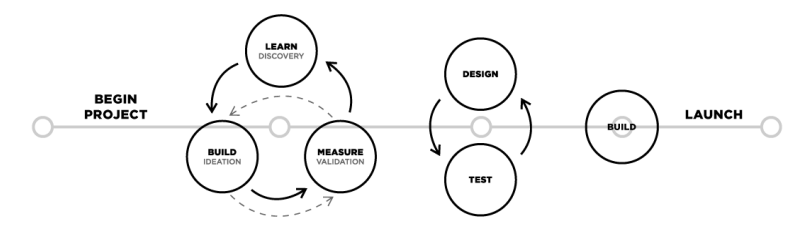 BEGIN
PROJECT
LEARN
DISCOVERY
BUILD
IDEATION
MEASURE
VALIDATION
DESIGN
TEST
BUILD
LAUNCH